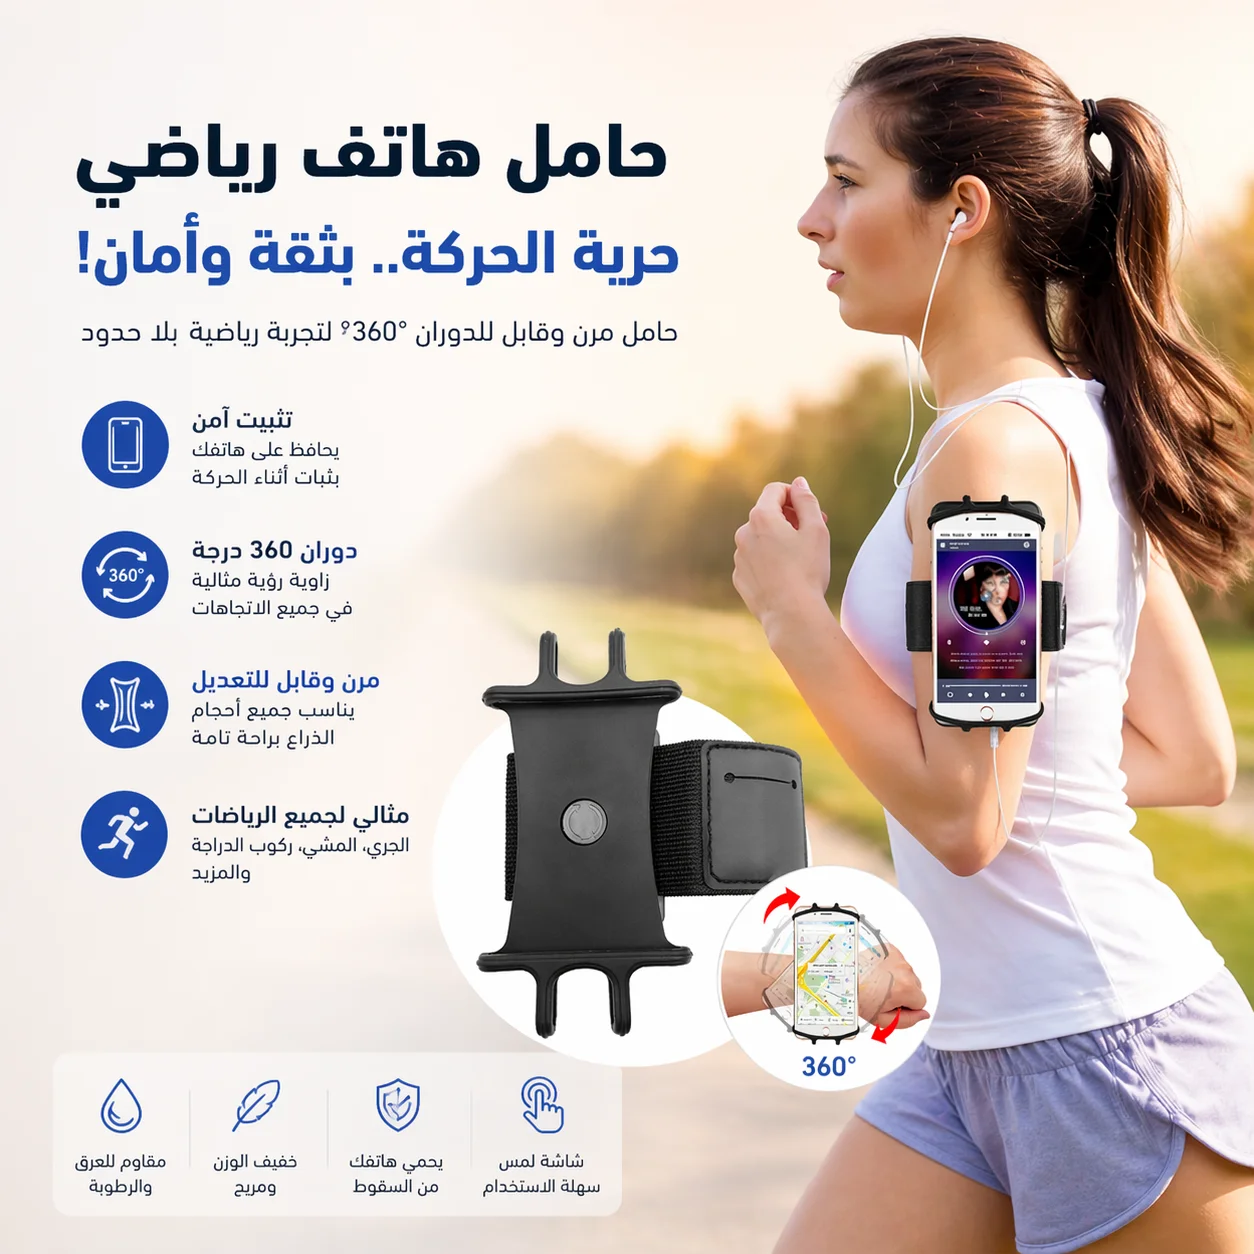 حامل هاتف رياضي
حرية الحركة.. بثقة وأمان!
حامل مرن وقابل للدوران °360° لتجربة رياضية بلا حدود
تثبيت آمن
يحافظ على هاتفك
بثبات أثناء الحركة
360°
دوران 360 درجة
زاوية رؤية مثالية
في جميع الاتجاهات
مرن وقابل للتعديل
يناسب جميع أحجام
الذراع براحة تامة
مثالي لجميع الرياضات
الجري، المشي، ركوب الدراجة
والمزيد
360°
شاشة لمس
سهلة الاستخدام
يحمي هاتفك
من السقوط
خفيف الوزن
ومريح
مقاوم للعرق
والرطوبة